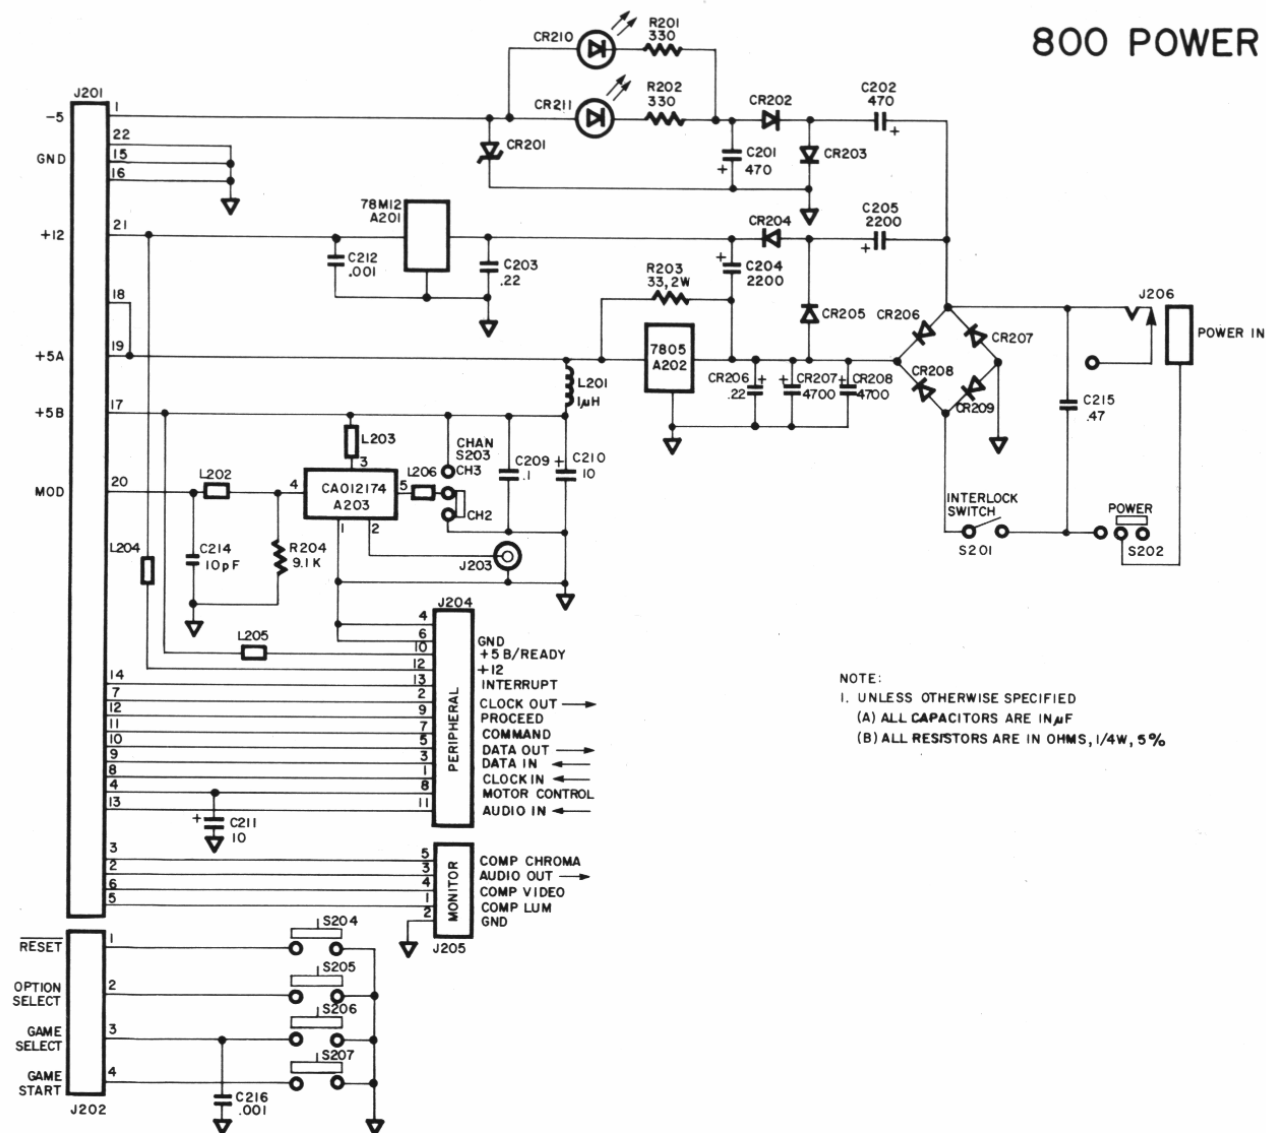 800 POWER
CR210
R201
330
J201
-5
1
CR211
R202
330
CR202
C202
470
+
22
GND
15
16
CR201
C201
+ 470
CR203
78M12
A201
C205
2200
+
CR204
+12
21
C212
.001
C203
.22
R203
33,2W
+
C204
2200
18
CR205
CR206
CR207
J206
POWER IN
+5A
19
7805
A202
L201
1µH
CR206 +
.22
+ CR207
4700
+ CR208
4700
CR208
CR209
C215
.47
+5B
17
L203
3
CHAN
S203
CH3
C209
.1
+ C210
10
L202
4
CA012174
A203
5
L206
MOD
20
1
2
CH2
INTERLOCK
SWITCH
S201
POWER
S202
L204
C214
10pF
R204
9.1K
J203
J204
4
6
GND
L205
10
+5B/READY
12
+12
14
13
INTERRUPT
7
2
CLOCK OUT
12
9
PROCEED
11
7
COMMAND
10
5
DATA OUT
9
3
DATA IN
8
1
CLOCK IN
4
8
MOTOR CONTROL
13
11
AUDIO IN
PERIPHERAL
+
C211
10
NOTE:
1. UNLESS OTHERWISE SPECIFIED
(A) ALL CAPACITORS ARE IN µF
(B) ALL RESISTORS ARE IN OHMS, 1/4W, 5%
3
5
COMP CHROMA
2
3
AUDIO OUT
6
4
COMP VIDEO
5
1
COMP LUM
2
GND
MONITOR
J205
RESET
1
S204
OPTION
SELECT
2
S205
GAME
SELECT
3
S206
GAME
START
4
S207
J202
C216
.001